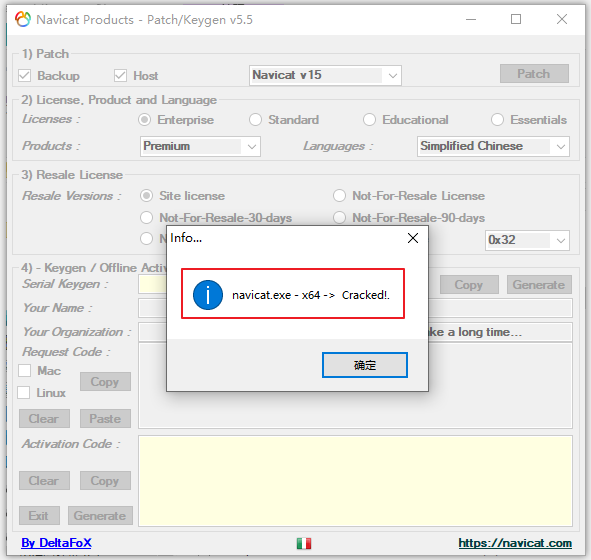 Navicat Products - Patch/Keygen v5.5
1) Patch
Backup Host Navicat v15 Patch
2) License, Product and Language
Licenses : Enterprise Standard Educational Essentials
Products : Premium Languages : Simplified Chinese
3) Resale License
Resale Versions : Site license Not-For-Resale License
Not-For-Resale-30-days Not-For-Resale-90-days
0x32
Info...
navicat.exe - x64 -> Cracked!.
确定
4) - Keygen / Offline
Serial Keygen : Copy Generate
Your Name :
Your Organization : a long time...
Request Code :
Mac
Linux
Copy
Clear Paste
Activation Code :
Clear Copy
Exit Generate
By DeltaFoX https://navicat.com